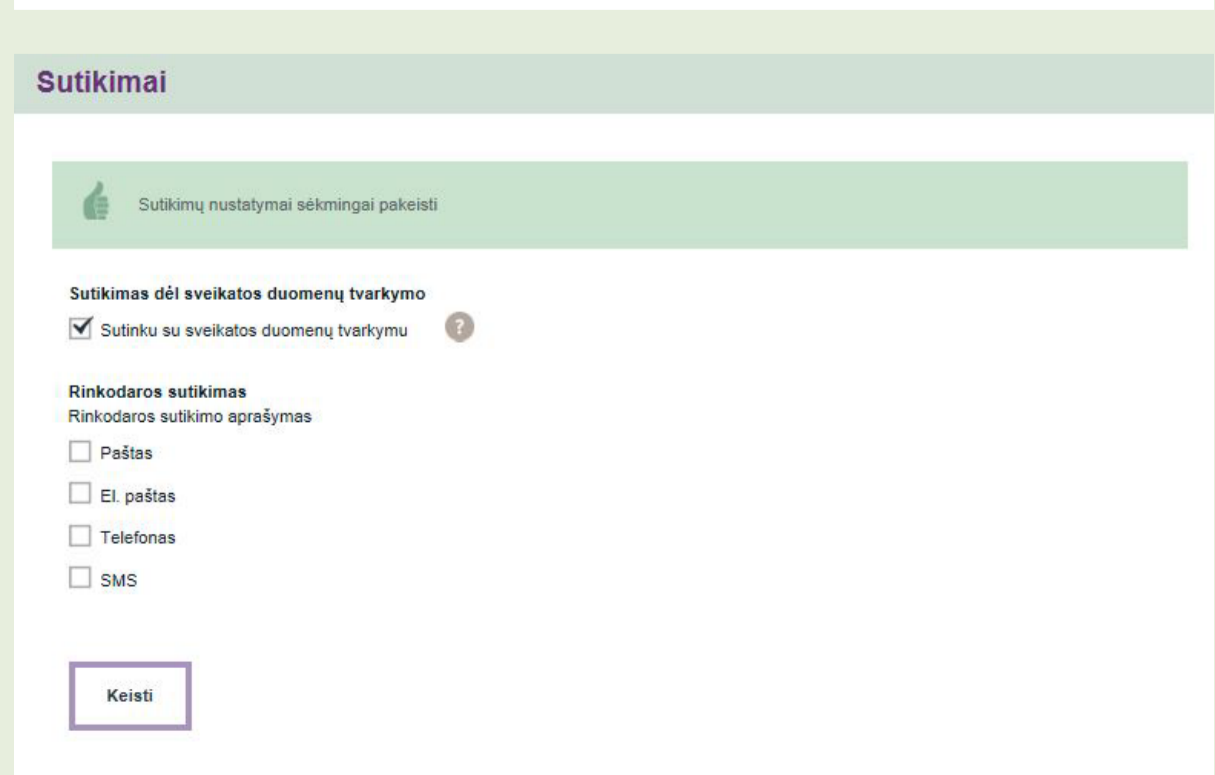 Sutikimai
Sutikimų nustatymai sėkmingai pakeisti
Sutikimas dėl sveikatos duomenų tvarkymo
Sutinku su sveikatos duomenų tvarkymu ?
Rinkodaros sutikimas
Rinkodaros sutikimo aprašymas
Paštas
El. paštas
Telefonas
SMS
Keisti